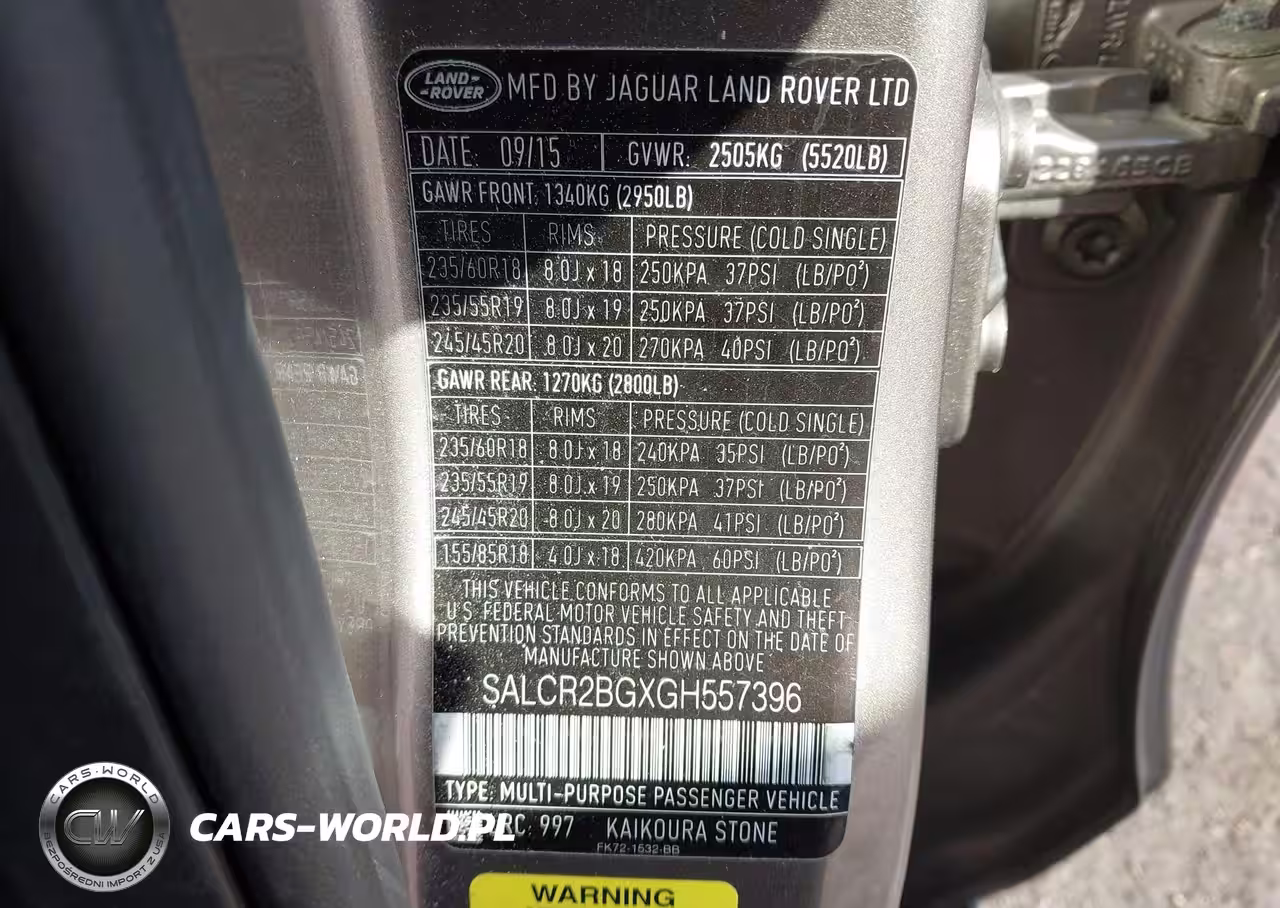 LAND-
-ROVER
MFD BY JAGUAR LAND ROVER LTD
DATE: 09/15 GVWR: 2505KG (5520LB)
GAWR FRONT: 1340KG (2950LB)
TIRES RIMS PRESSURE (COLD SINGLE)
235/60R18 8.0J x 18 250KPA 37PSI (LB/PO²)
235/55R19 8.0J x 19 250KPA 37PSI (LB/PO²)
245/45R20 8.0J x 20 270KPA 40PSI (LB/PO²)
GAWR REAR: 1270KG (2800LB)
TIRES RIMS PRESSURE (COLD SINGLE)
235/60R18 8.0J x 18 240KPA 35PSI (LB/PO²)
235/55R19 8.0J x 19 250KPA 37PSI (LB/PO²)
245/45R20 8.0J x 20 280KPA 41PSI (LB/PO²)
155/85R18 4.0J x 18 420KPA 60PSI (LB/PO²)
THIS VEHICLE CONFORMS TO ALL APPLICABLE
U.S. FEDERAL MOTOR VEHICLE SAFETY AND THEFT
PREVENTION STANDARDS IN EFFECT ON THE DATE OF
MANUFACTURE SHOWN ABOVE
SALCR2BGXGH557396
TYPE: MULTI-PURPOSE PASSENGER VEHICLE
RC: 997 KAIKOURA STONE
FK72-1532-BB
WARNING
CARS-WORLD
CW
BEZPOŚREDNI IMPORT Z USA
CARS-WORLD.PL